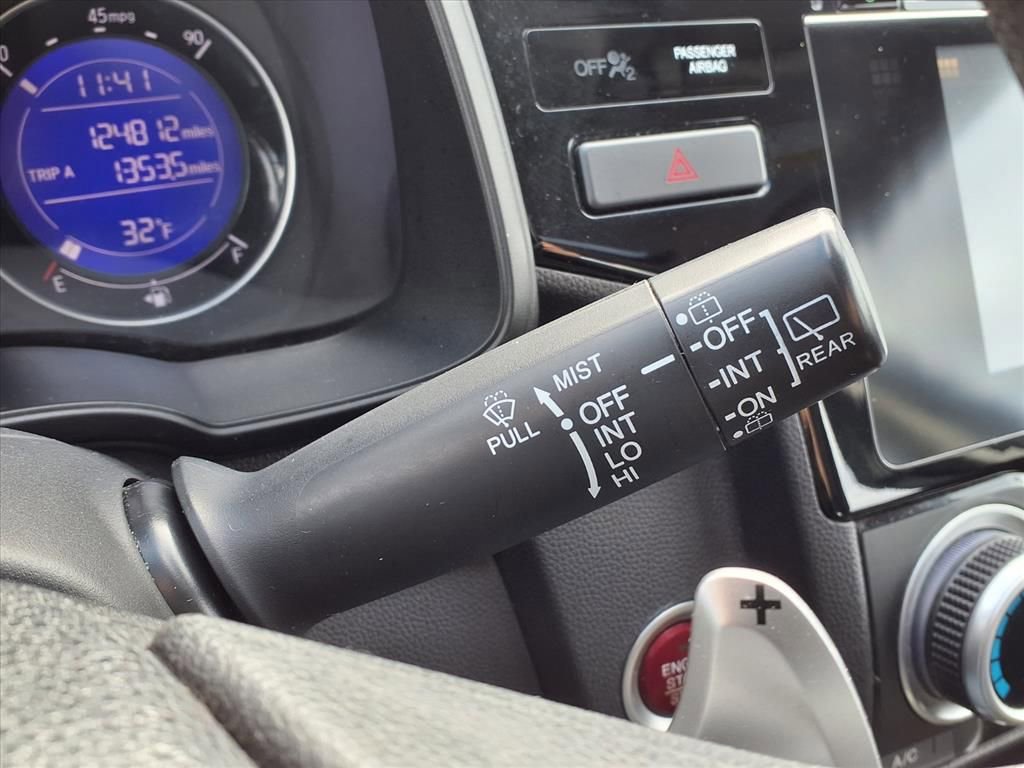 45mpg
90
11:41
124812 miles
TRIP A
1353.5 miles
32°F
E
OFF 2
PASSENGER
AIRBAG
MIST
OFF
INT
LO
HI
PULL
OFF
INT
ON
REAR
+
A/C